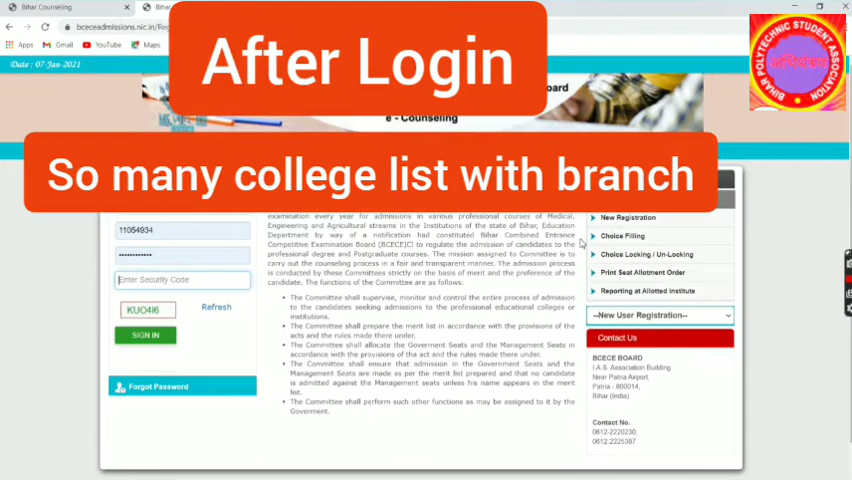 Bihar Counseling
Bihar
bceceadmissions.nic.in/Reg
Apps
Gmail
YouTube
Maps
After Login
Date : 07-Jan-2021
BIHAR POLYTECHNIC STUDENT ASSOCIATION
Board
e - Counseling
So many college list with branch
examination every year for admissions in various professional courses of Medical,
Engineering and Agricultural streams in the Institutions of the state of Bihar, Education
Department by way of a notification had constituted Bihar Combined Entrance
Competitive Examination Board (BCECE)□ to regulate the admission of candidates to the
professional degree and Postgraduate courses. The mission assigned to Committee is to
carry out the counseling process in a fair and transparent manner. The admission process
is conducted by these Committees strictly on the basis of merit and the preference of the
candidate. The functions of the Committee are as follows:
• The Committee shall supervise, monitor and control the entire process of admission
to the candidates seeking admissions to the professional educational colleges or
institutions.
• The Committee shall prepare the merit list in accordance with the provisions of the
acts and the rules made there under.
• The Committee shall allocate the Goverment Seats and the Management Seats in
accordance with the provisions of tha act and the rules made there under.
• The Committee shall ensure that admission in the Goverment Seats and the
Management Seats are made as per the merit list prepared and that no candidate
is admitted against the Management seats unless his name appears in the merit
list.
• The Committee shall perform such other functions as may be assigned to it by the
Goverment.
11054934
••••••••••••
Enter Security Code
KUO4I6
Refresh
SIGN IN
Forgot Password
New Registration
Choice Filling
Choice Locking / Un-Locking
Print Seat Allotment Order
Reporting at Allotted Institute
--New User Registration--
Contact Us
BCECE BOARD
I.A.S. Association Building
Near Patna Airport,
Patna - 800014,
Bihar (India)
Contact No.
0612-2220230,
0612-2225387